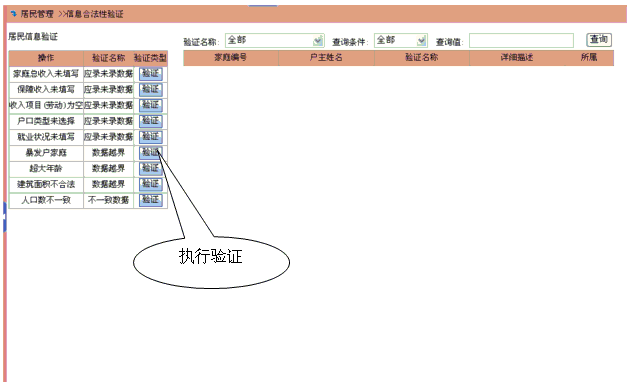 居民管理 >>信息合法性验证
居民信息验证
验证名称: 全部 查询条件: 全部 查询值: 查询
操作 验证名称 验证类型
家庭总收入未填写 应录未录数据 验证
保障收入未填写 应录未录数据 验证
收入项目(劳动)为空 应录未录数据 验证
户口类型未选择 应录未录数据 验证
就业状况未填写 应录未录数据 验证
暴发户家庭 数据越界 验证
超大年龄 数据越界 验证
建筑面积不合法 数据越界 验证
人口数不一致 不一致数据 验证
家庭编号 户主姓名 验证名称 详细描述 所属
执行验证